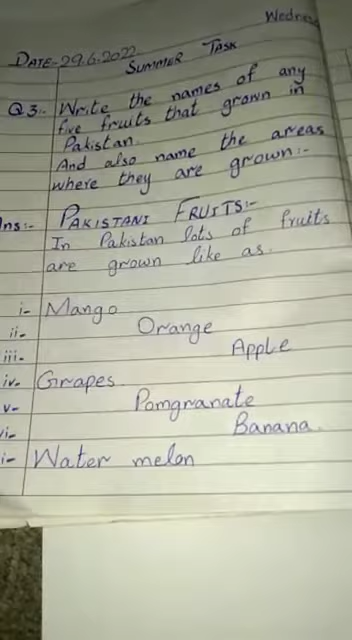 Wednes
DATE-29.6.2022
SUMMER TASK
Q3:- Write the names of any
five fruits that grown in
Pakistan.
And also name the areas
where they are grown:-
Ans:- PAKISTANI FRUITS:-
In Pakistan lots of fruits
are grown like as.
i- Mango
ii- Orange
iii- Apple
iv- Grapes
v- Pomgranate
vi- Banana.
i- Water melon